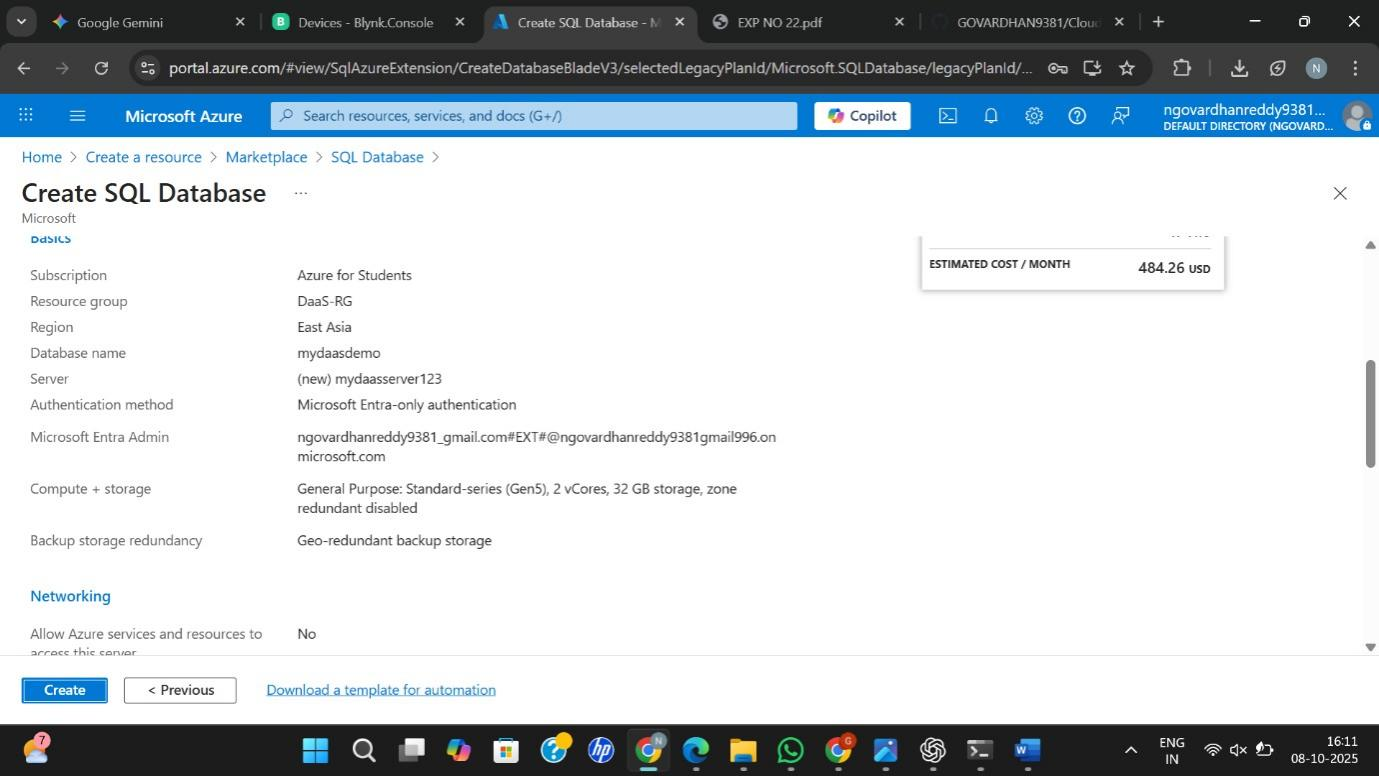 Google Gemini
Devices - Blynk.Console
Create SQL Database - M
EXP NO 22.pdf
GOVARDHAN9381/Cloud
portal.azure.com/#view/SqlAzureExtension/CreateDatabaseBladeV3/selectedLegacyPlanId/Microsoft.SQLDatabase/legacyPlanId/...
N
Microsoft Azure
Search resources, services, and docs (G+/)
Copilot
ngovardhanreddy9381...
DEFAULT DIRECTORY (NGOVARD...
Home > Create a resource > Marketplace > SQL Database >
Create SQL Database ...
Microsoft
Basics
ESTIMATED COST / MONTH 484.26 USD
Subscription Azure for Students
Resource group DaaS-RG
Region East Asia
Database name mydaasdemo
Server (new) mydaasserver123
Authentication method Microsoft Entra-only authentication
Microsoft Entra Admin ngovardhanreddy9381_gmail.com#EXT#@ngovardhanreddy9381gmail996.on
microsoft.com
Compute + storage General Purpose: Standard-series (Gen5), 2 vCores, 32 GB storage, zone
redundant disabled
Backup storage redundancy Geo-redundant backup storage
Networking
Allow Azure services and resources to No
access this server
Create
< Previous
Download a template for automation
7
hp
N
G
ENG
IN
16:11
08-10-2025